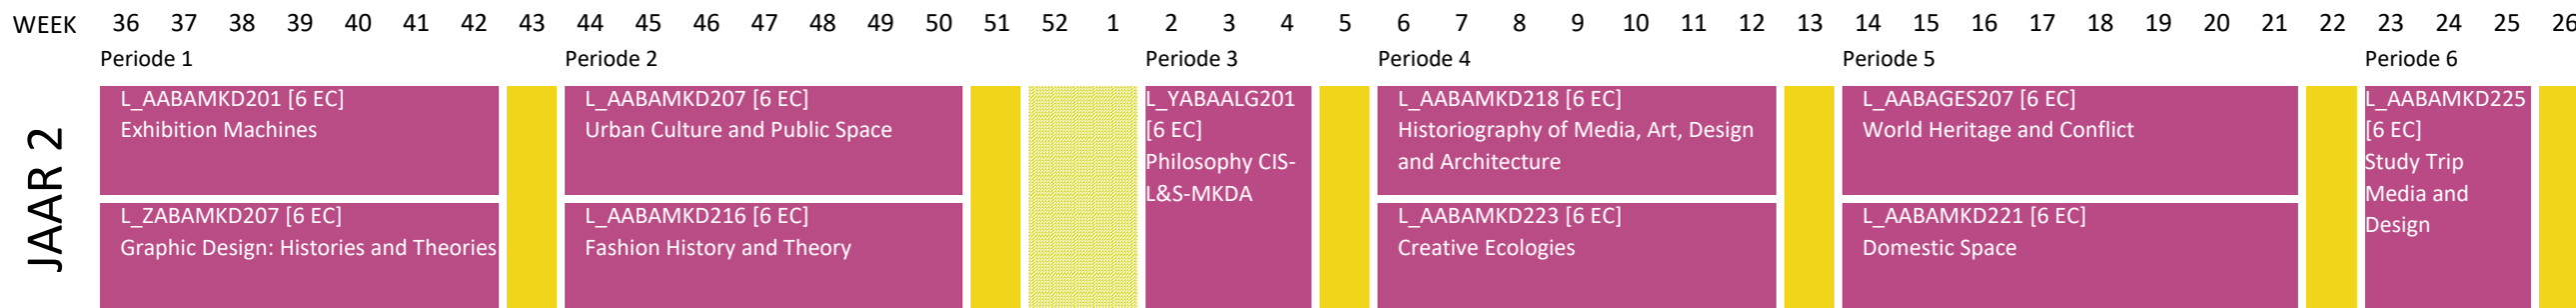 WEEK 36 37 38 39 40 41 42 43 44 45 46 47 48 49 50 51 52 1 2 3 4 5 6 7 8 9 10 11 12 13 14 15 16 17 18 19 20 21 22 23 24 25 26
Periode 1 Periode 2 Periode 3 Periode 4 Periode 5 Periode 6
JAAR 2
L_AABAMKD201 [6 EC]
Exhibition Machines
L_ZABAMKD207 [6 EC]
Graphic Design: Histories and Theories
L_AABAMKD207 [6 EC]
Urban Culture and Public Space
L_AABAMKD216 [6 EC]
Fashion History and Theory
L_YABAALG201
[6 EC]
Philosophy CIS-
L&S-MKDA
L_AABAMKD218 [6 EC]
Historiography of Media, Art, Design
and Architecture
L_AABAMKD223 [6 EC]
Creative Ecologies
L_AABAGES207 [6 EC]
World Heritage and Conflict
L_AABAMKD221 [6 EC]
Domestic Space
L_AABAMKD225
[6 EC]
Study Trip
Media and
Design